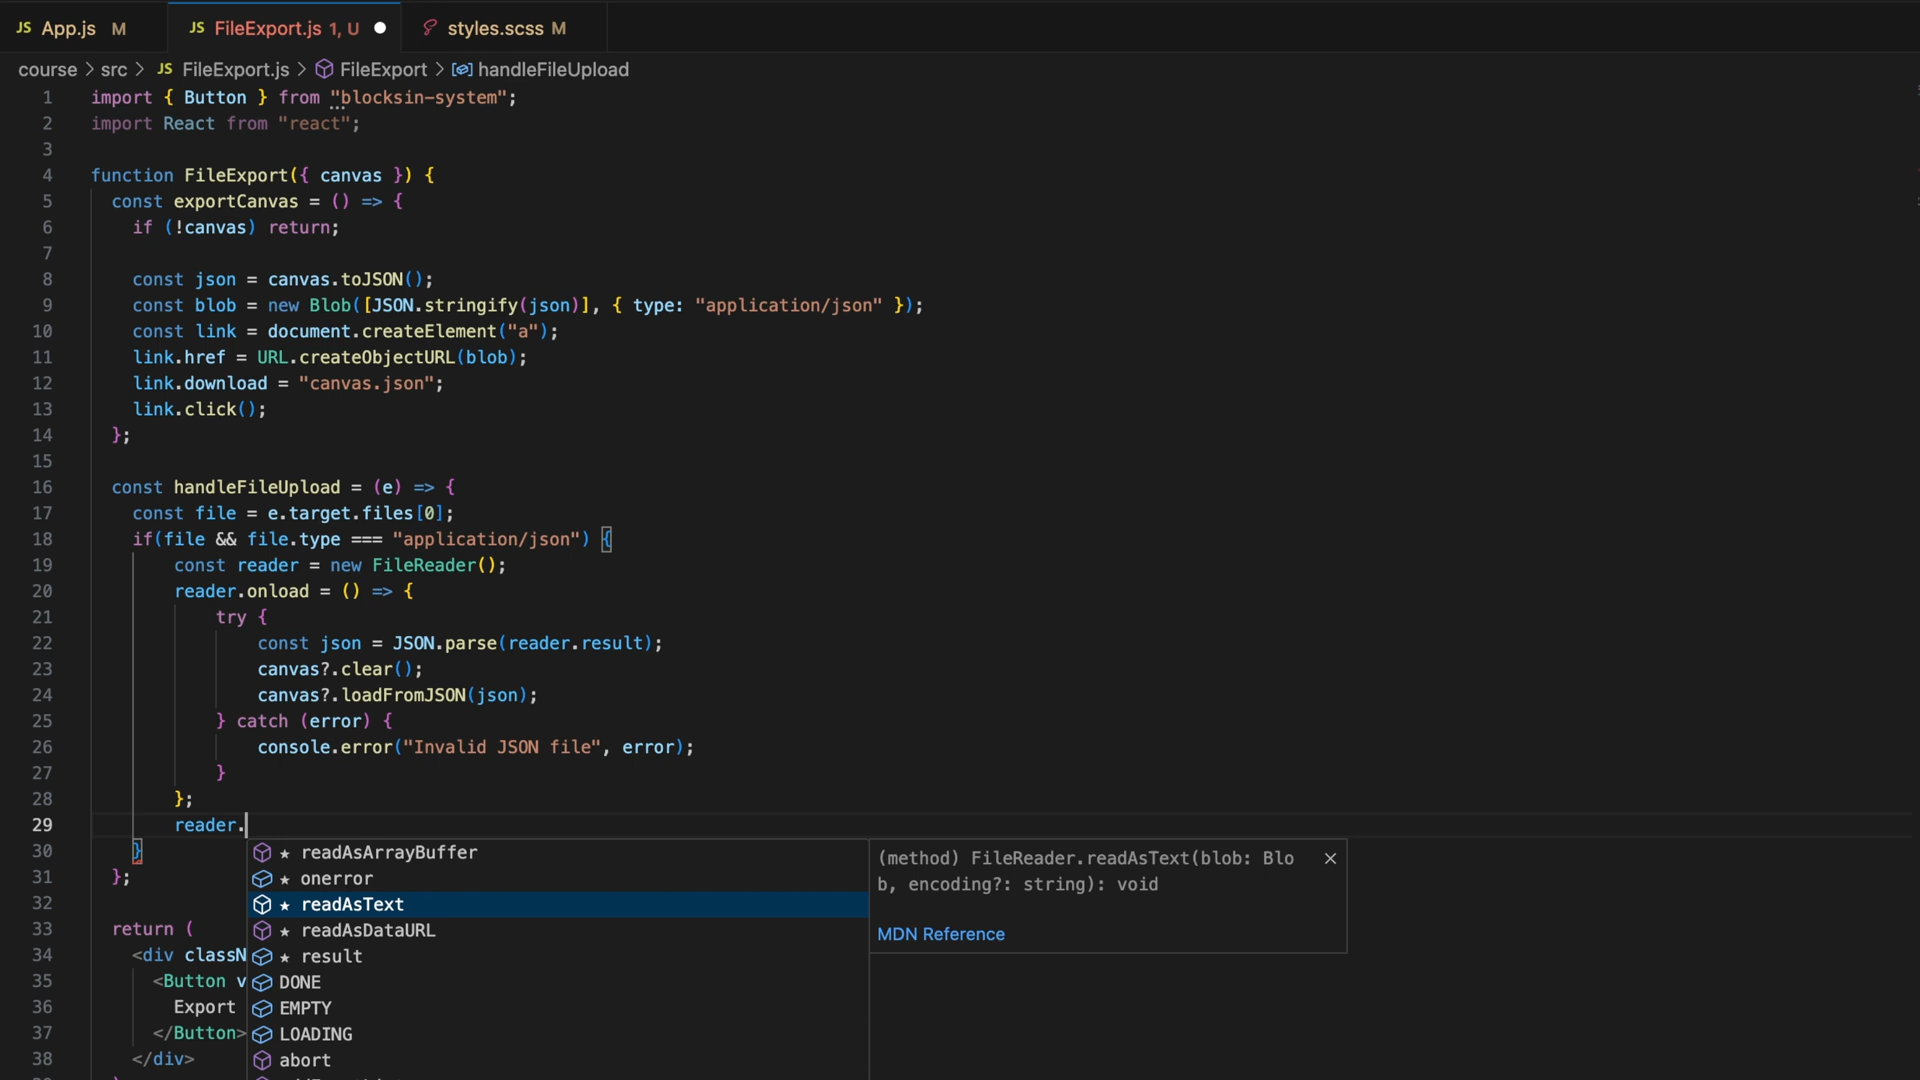 JS App.js M JS FileExport.js 1, U styles.scss M
course > src > JS FileExport.js > FileExport > handleFileUpload
1 import { Button } from "blocksin-system";
2 import React from "react";
3
4 function FileExport({ canvas }) {
5 const exportCanvas = () => {
6 if (!canvas) return;
7
8 const json = canvas.toJSON();
9 const blob = new Blob([JSON.stringify(json)], { type: "application/json" });
10 const link = document.createElement("a");
11 link.href = URL.createObjectURL(blob);
12 link.download = "canvas.json";
13 link.click();
14 };
15
16 const handleFileUpload = (e) => {
17 const file = e.target.files[0];
18 if(file && file.type === "application/json") {
19 const reader = new FileReader();
20 reader.onload = () => {
21 try {
22 const json = JSON.parse(reader.result);
23 canvas?.clear();
24 canvas?.loadFromJSON(json);
25 } catch (error) {
26 console.error("Invalid JSON file", error);
27 }
28 };
29 reader.
30 }
31 };
32
33 return (
34 <div classN
35 <Button v
36 Export
37 </Button>
38 </div>
★ readAsArrayBuffer
★ onerror
★ readAsText
★ readAsDataURL
★ result
DONE
EMPTY
LOADING
abort
(method) FileReader.readAsText(blob: Blo
b, encoding?: string): void
MDN Reference